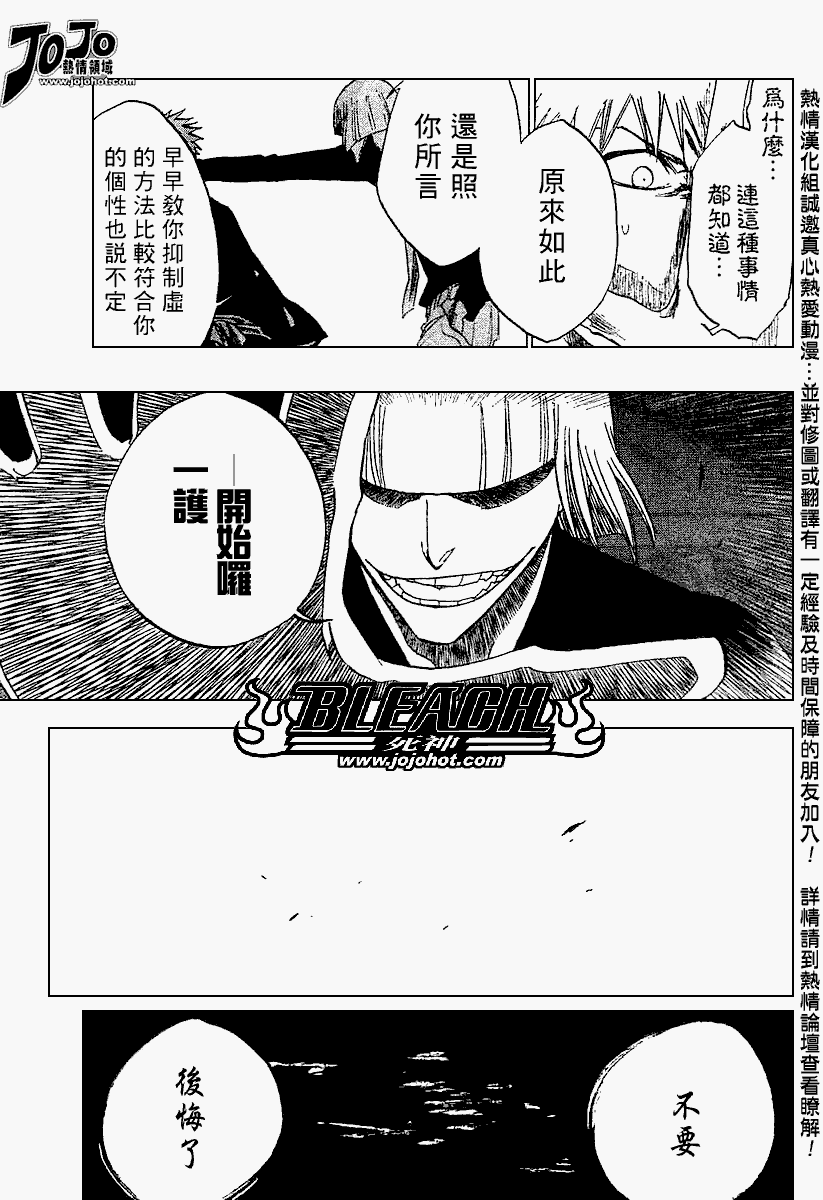 JOJO
熱情領域
www.jojohot.com
爲什麼…
連這種事情
都知道…
原來如此
還是照
你所言
早早教你抑制虛
的方法比較符合你
的個性也說不定
—開始囉
一護
BLEACH
死神
www.jojohot.com
不要
後悔了
熱情漢化組誠邀真心熱愛動漫…並對修圖或翻譯有一定經驗及時間保障的朋友加入！ 詳情請到熱情論壇查看瞭解！